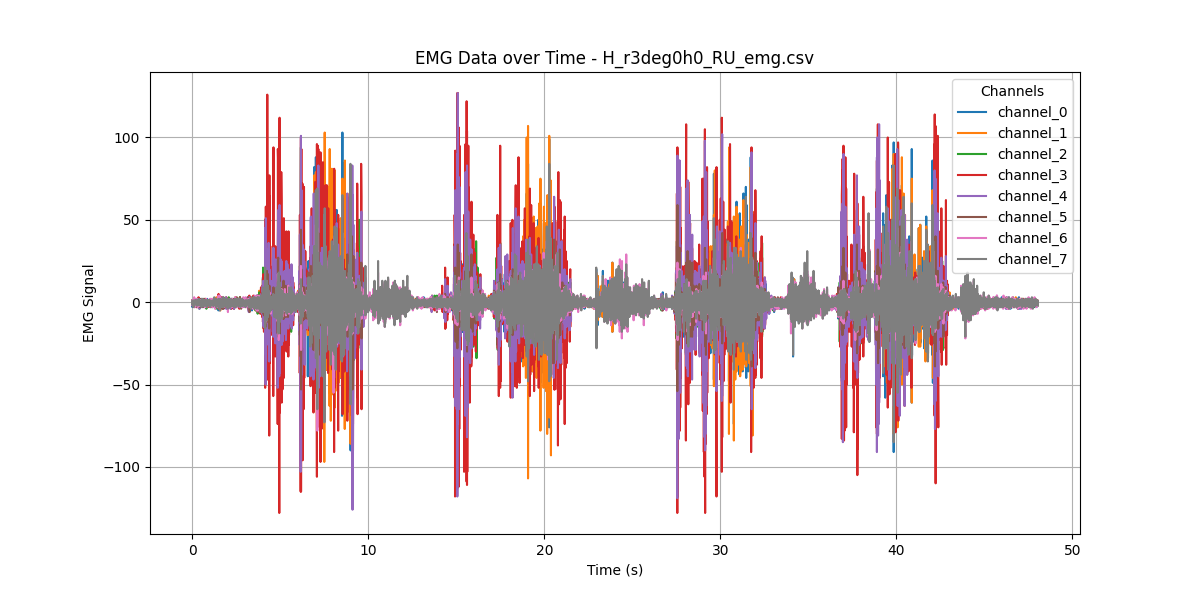 EMG Data over Time - H_r3deg0h0_RU_emg.csv
Channels
channel_0
channel_1
channel_2
channel_3
channel_4
channel_5
channel_6
channel_7
EMG Signal
100
50
0
−50
−100
0 10 20 30 40 50
Time (s)